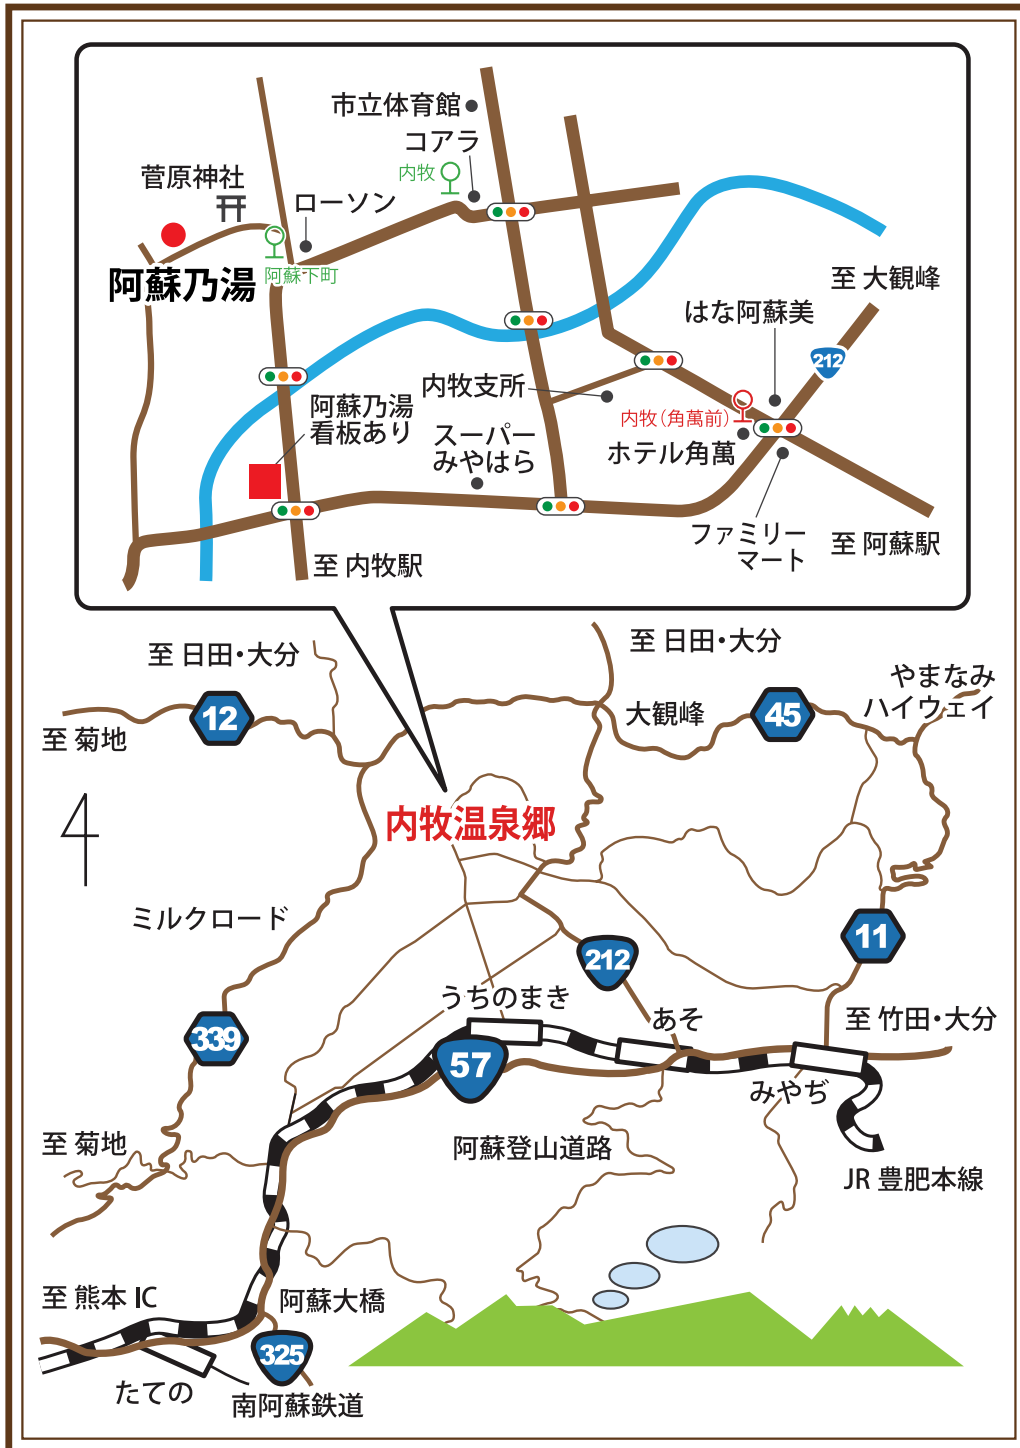 市立体育館
コアラ
内牧
菅原神社
ローソン
阿蘇乃湯
阿蘇下町
至 大観峰
はな阿蘇美
212
内牧支所
阿蘇乃湯
看板あり
内牧(角萬前)
スーパー
みやはら
ホテル角萬
ファミリー
マート
至 阿蘇駅
至 内牧駅
至 日田・大分
至 日田・大分
やまなみ
ハイウェイ
12
大観峰
45
至 菊地
内牧温泉郷
ミルクロード
11
212
うちのまき
あそ
至 竹田・大分
339
57
みやぢ
至 菊地
阿蘇登山道路
JR 豊肥本線
至 熊本 IC
阿蘇大橋
325
たての
南阿蘇鉄道